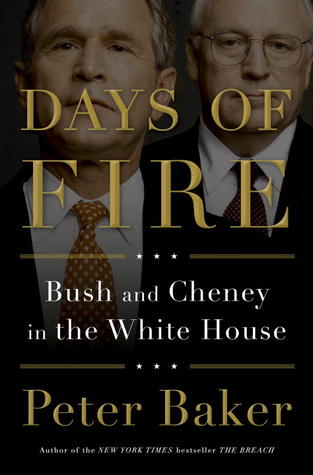 DAYS OF
FIRE
Bush and Cheney
in the White House
Peter Baker
Author of the NEW YORK TIMES bestseller THE BREACH